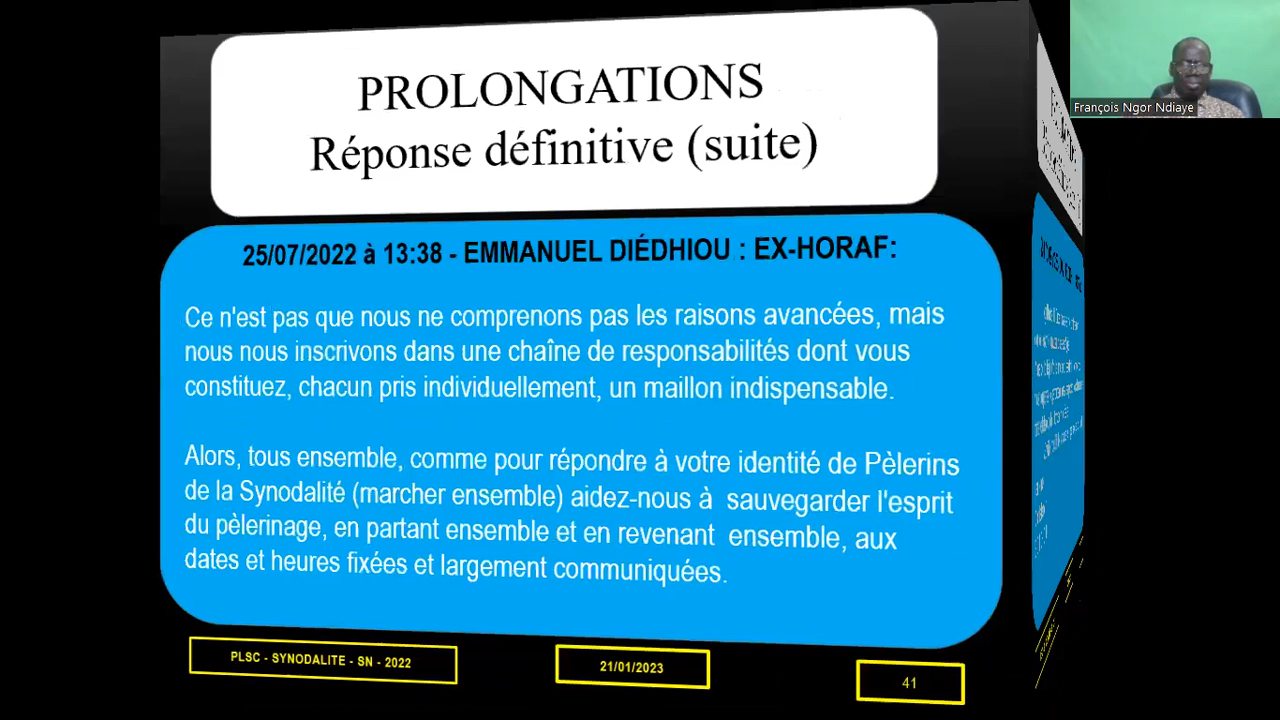 PROLONGATIONS
Réponse définitive (suite)
François Ngor Ndiaye
25/07/2022 à 13:38 - EMMANUEL DIÉDHIOU : EX-HORAF:
Ce n'est pas que nous ne comprenons pas les raisons avancées, mais
nous nous inscrivons dans une chaîne de responsabilités dont vous
constituez, chacun pris individuellement, un maillon indispensable.
Alors, tous ensemble, comme pour répondre à votre identité de Pèlerins
de la Synodalité (marcher ensemble) aidez-nous à sauvegarder l'esprit
du pèlerinage, en partant ensemble et en revenant ensemble, aux
dates et heures fixées et largement communiquées.
PLSC - SYNODALITE - SN - 2022
21/01/2023
41